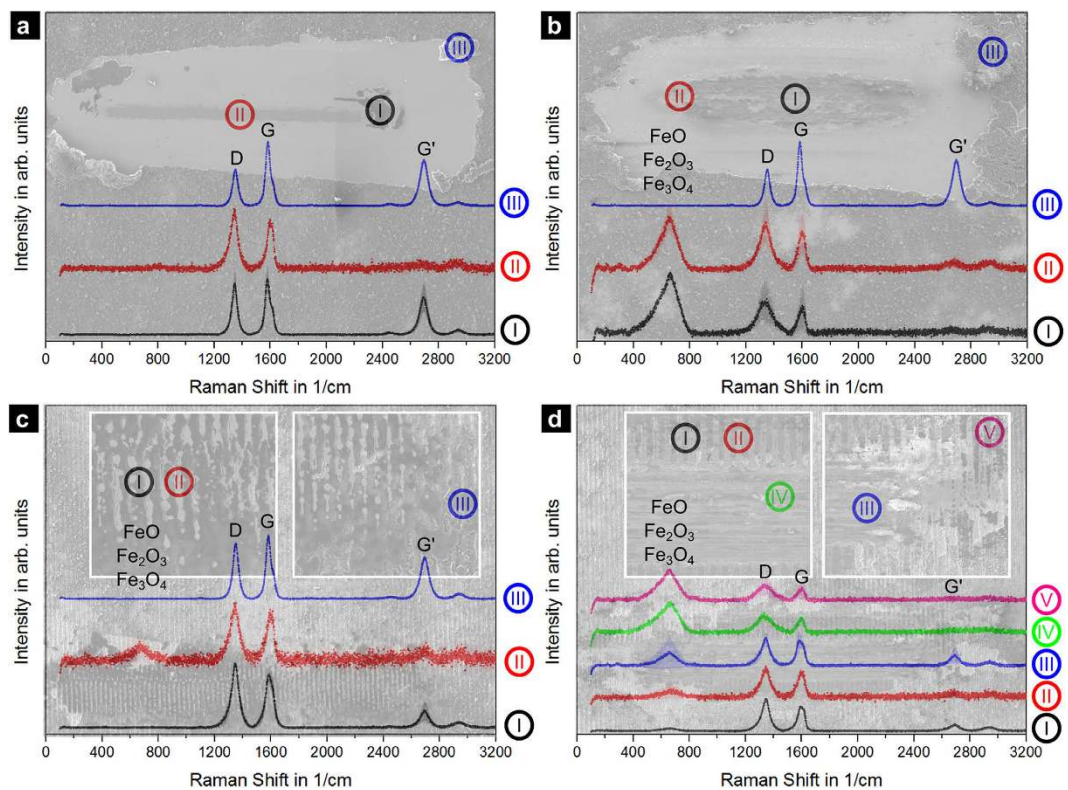 a
III
II
I
G
D
G'
III
II
I
Intensity in arb. units
0 400 800 1200 1600 2000 2400 2800 3200
Raman Shift in 1/cm
b
III
II
I
FeO
Fe₂O₃
Fe₃O₄
D
G
G'
III
II
I
Intensity in arb. units
0 400 800 1200 1600 2000 2400 2800 3200
Raman Shift in 1/cm
c
I
II
III
FeO
Fe₂O₃
Fe₃O₄
D
G
G'
III
II
I
Intensity in arb. units
0 400 800 1200 1600 2000 2400 2800 3200
Raman Shift in 1/cm
d
I
II
V
IV
III
FeO
Fe₂O₃
Fe₃O₄
D
G
G'
V
IV
III
II
I
Intensity in arb. units
0 400 800 1200 1600 2000 2400 2800 3200
Raman Shift in 1/cm